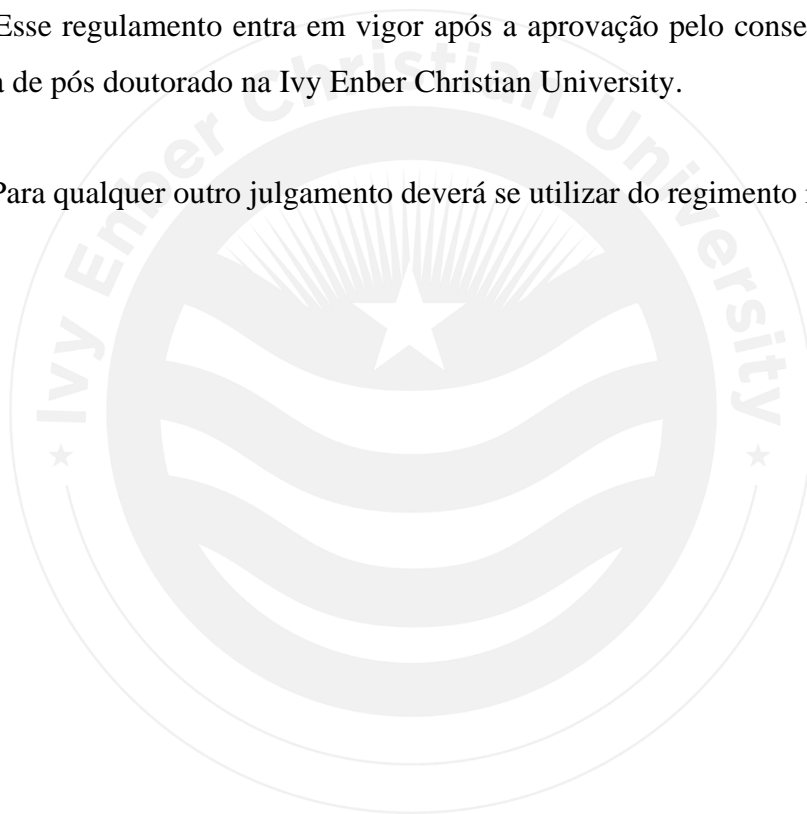 Esse regulamento entra em vigor após a aprovação pelo conse
a de pós doutorado na Ivy Enber Christian University.
Para qualquer outro julgamento deverá se utilizar do regimento
Ivy Enber Christian University